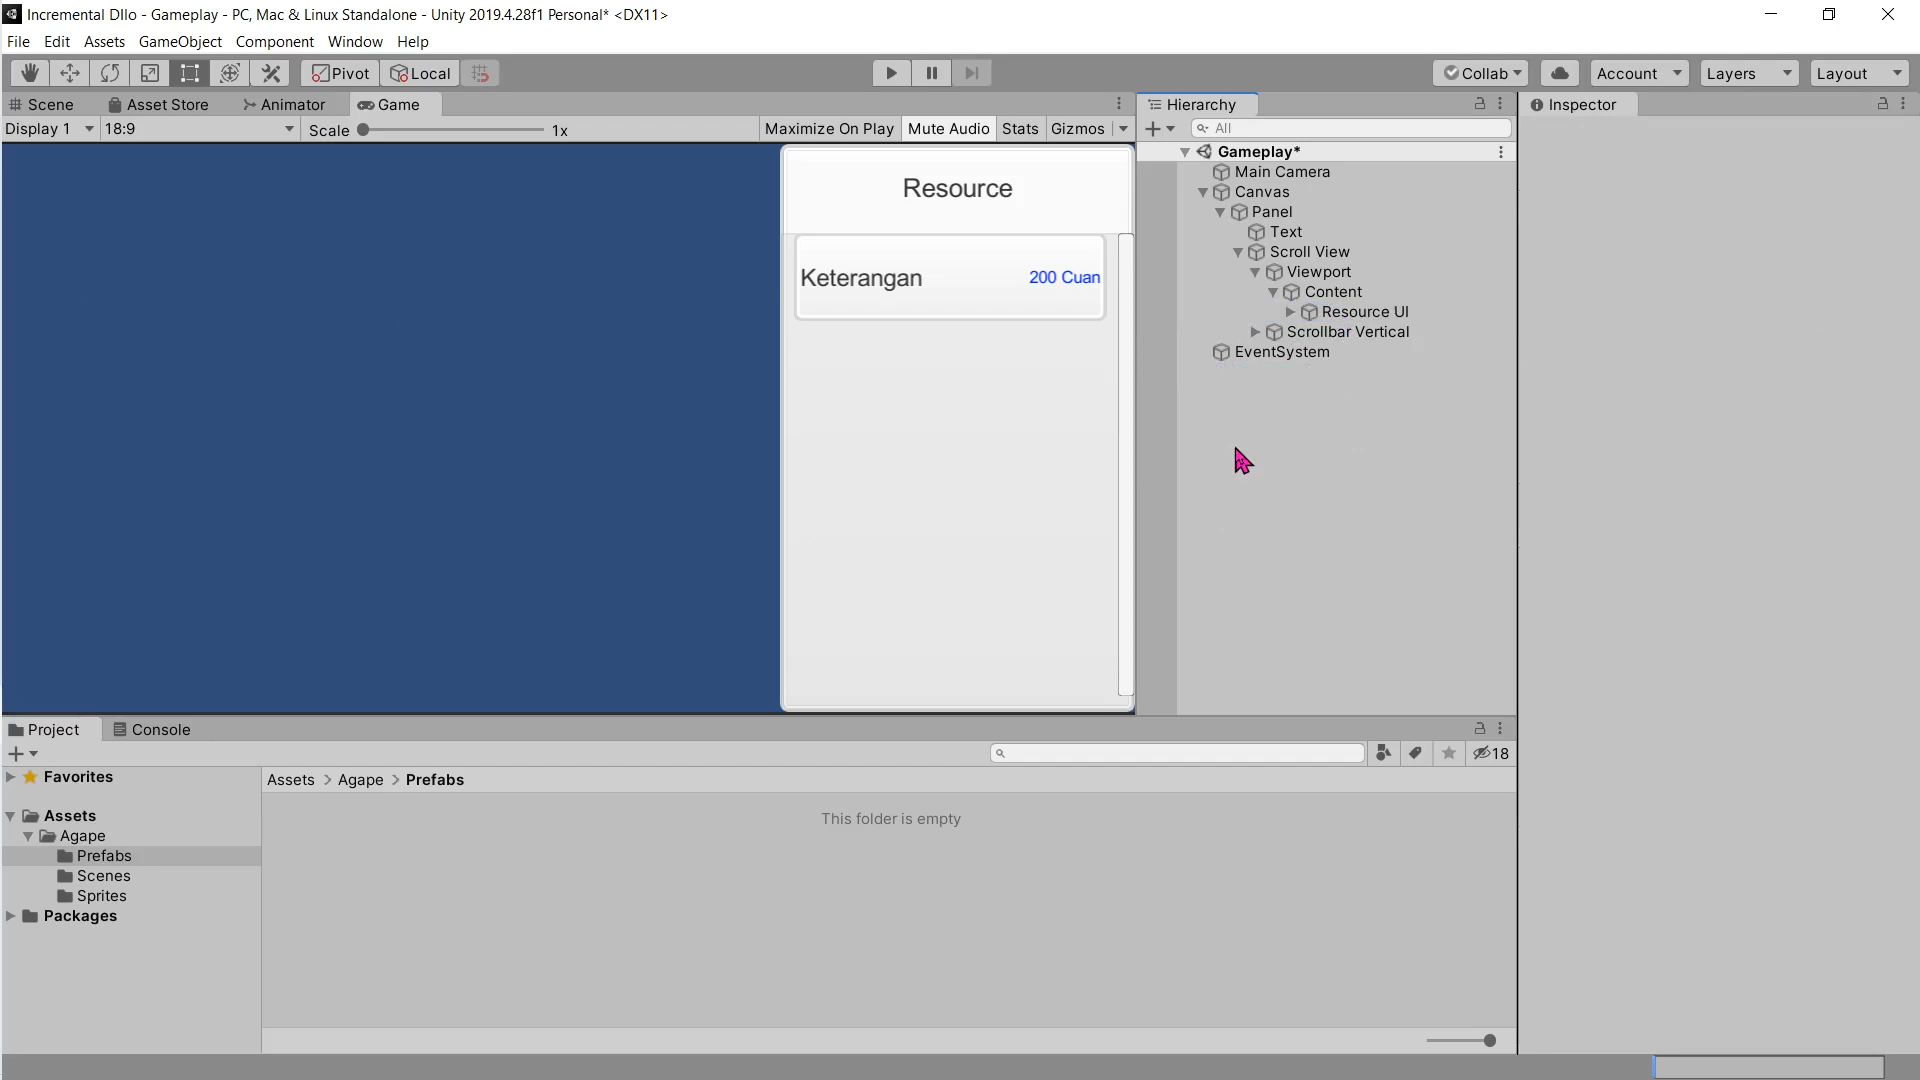 Incremental DIlo - Gameplay - PC, Mac & Linux Standalone - Unity 2019.4.28f1 Personal* <DX11>
File Edit Assets GameObject Component Window Help
Pivot Local Collab Account Layers Layout
Scene Asset Store Animator Game Hierarchy Inspector
Display 1 18:9 Scale 1x Maximize On Play Mute Audio Stats Gizmos All
Gameplay*
Main Camera
Canvas
Panel
Text
Scroll View
Viewport
Content
Resource UI
Scrollbar Vertical
EventSystem
Resource
Keterangan 200 Cuan
Project Console
18
Favorites
Assets
Agape
Prefabs
Scenes
Sprites
Packages
Assets > Agape > Prefabs
This folder is empty